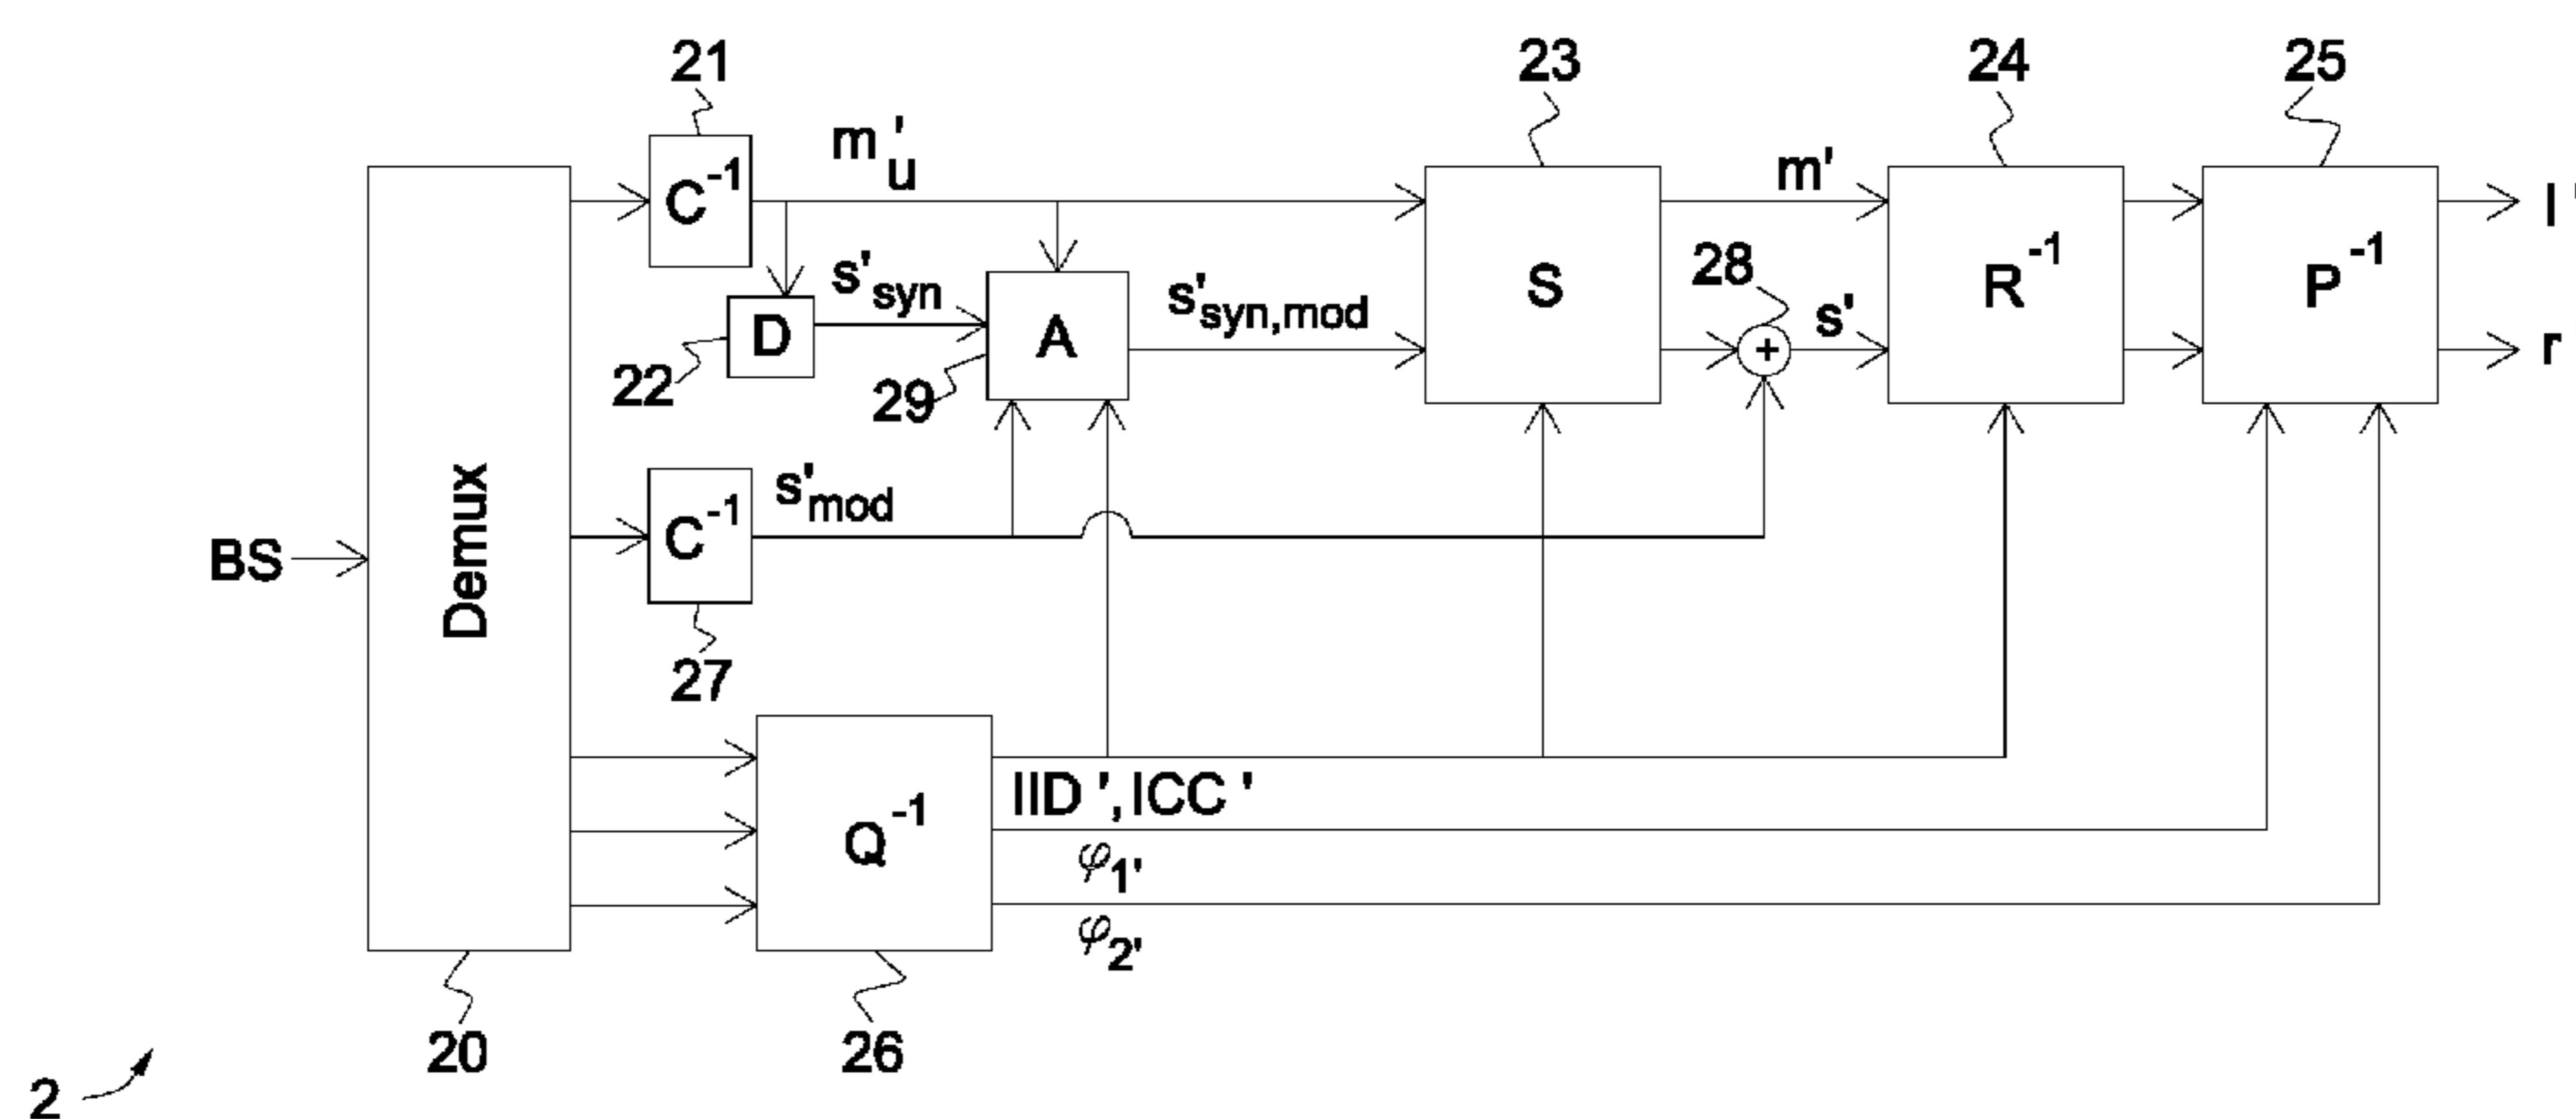 21
23
24
25
m'u
C-1
m'
l'
s'syn
28
D
A
s'syn,mod
S
+
s'
R-1
P-1
r
22
29
Demux
s'mod
C-1
BS
27
IID ', ICC '
Q-1
φ1'
φ2'
20
26
2